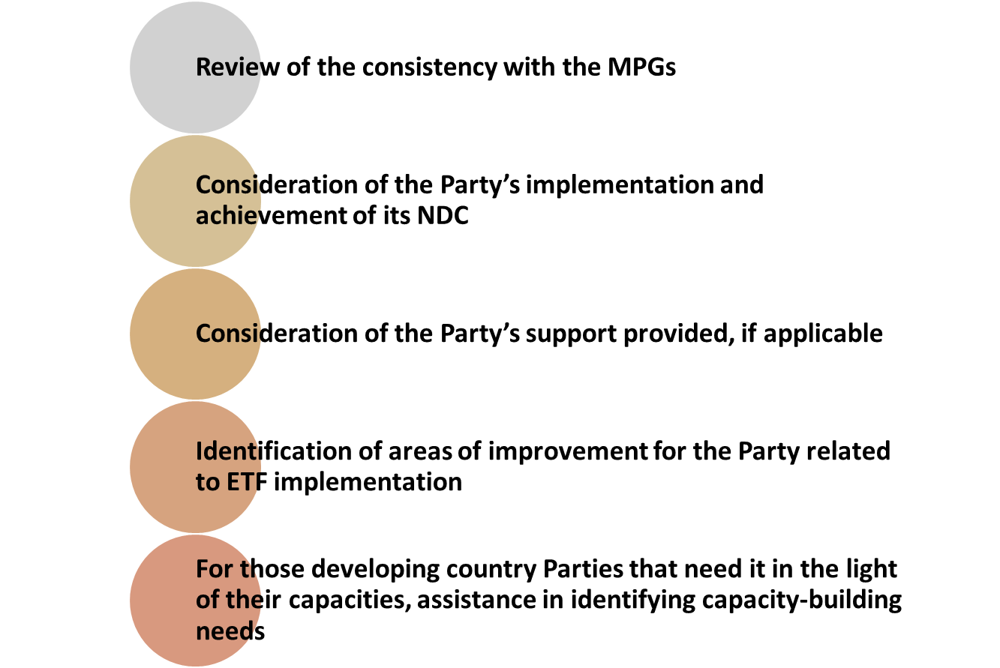 Review of the consistency with the MPGs
Consideration of the Party’s implementation and
achievement of its NDC
Consideration of the Party’s support provided, if applicable
Identification of areas of improvement for the Party related
to ETF implementation
For those developing country Parties that need it in the light
of their capacities, assistance in identifying capacity-building
needs